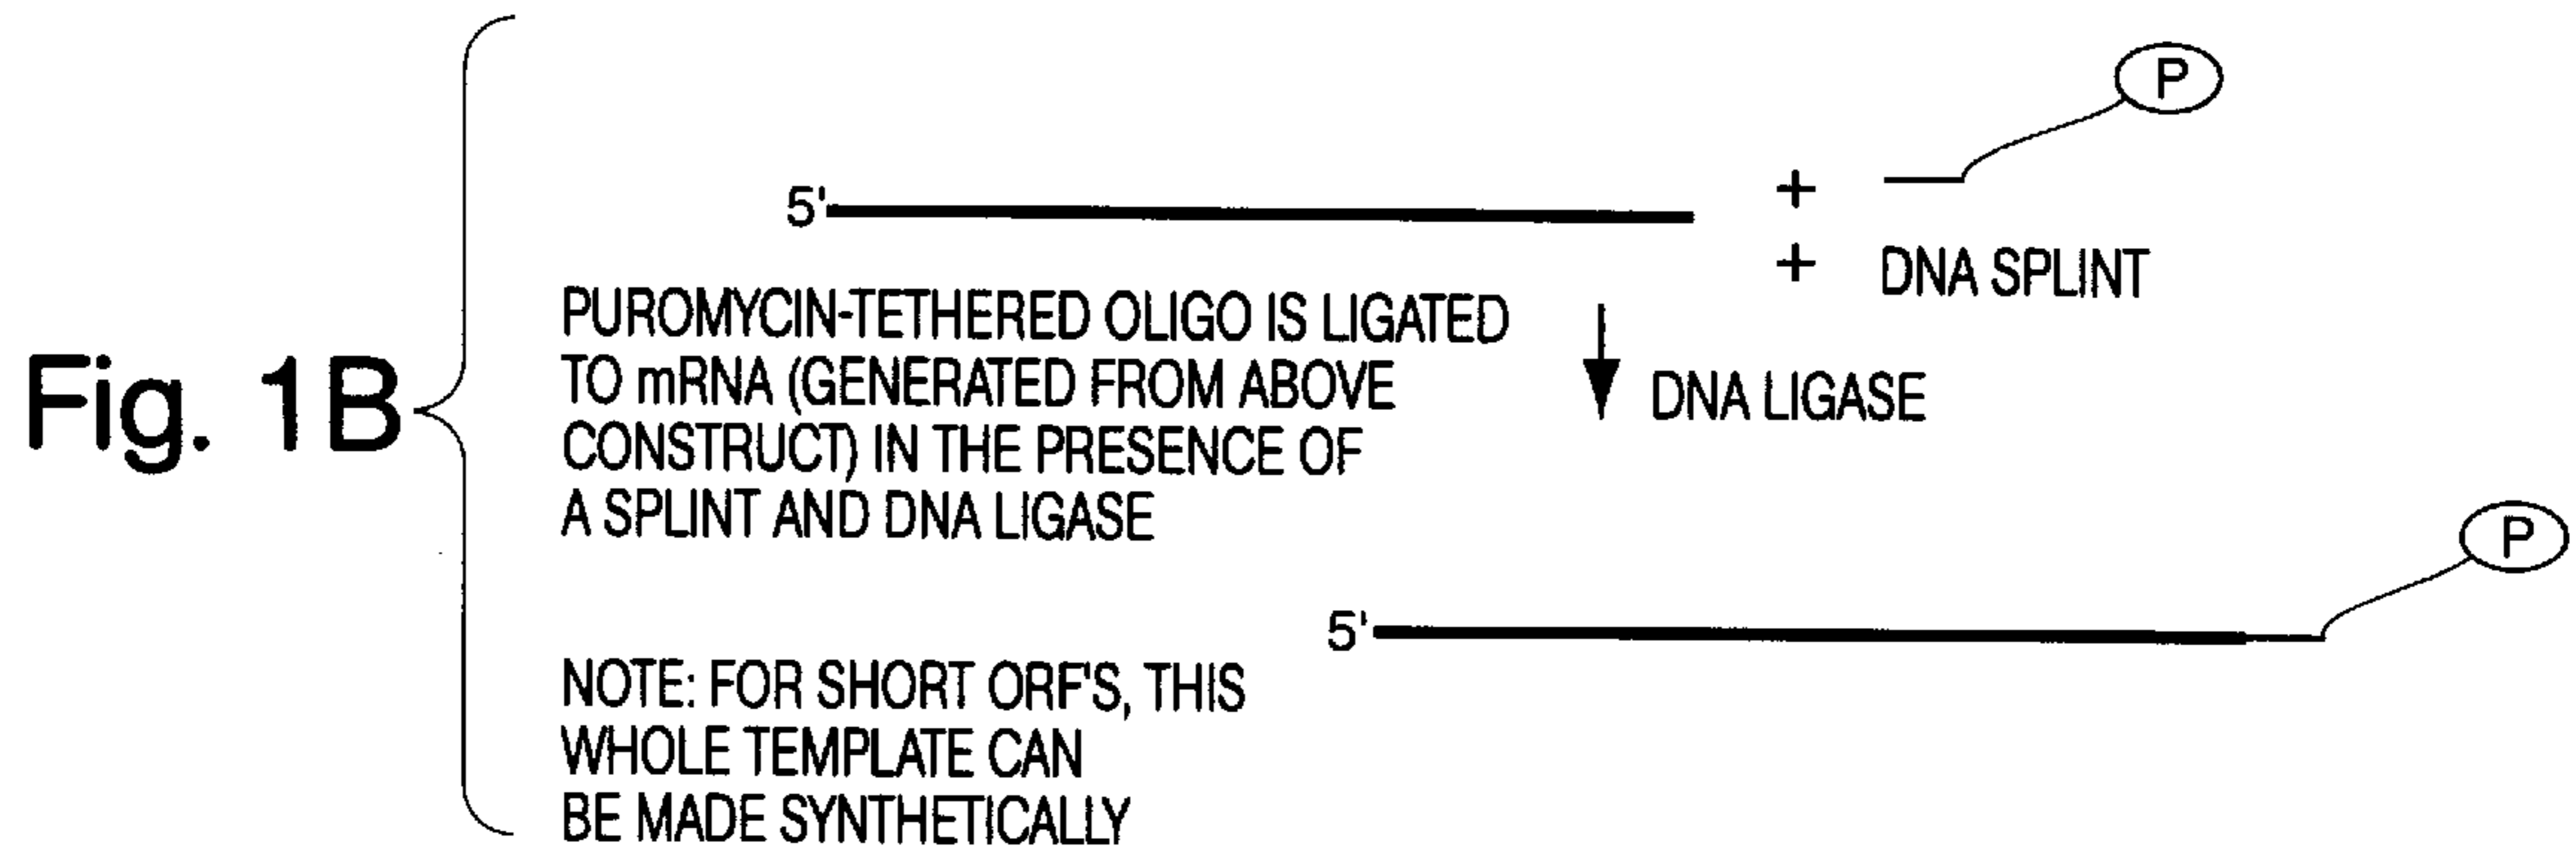 Fig. 1B
P
5'
+
+ DNA SPLINT
PUROMYCIN-TETHERED OLIGO IS LIGATED
TO mRNA (GENERATED FROM ABOVE
CONSTRUCT) IN THE PRESENCE OF
A SPLINT AND DNA LIGASE
DNA LIGASE
P
5'
NOTE: FOR SHORT ORF'S, THIS
WHOLE TEMPLATE CAN
BE MADE SYNTHETICALLY